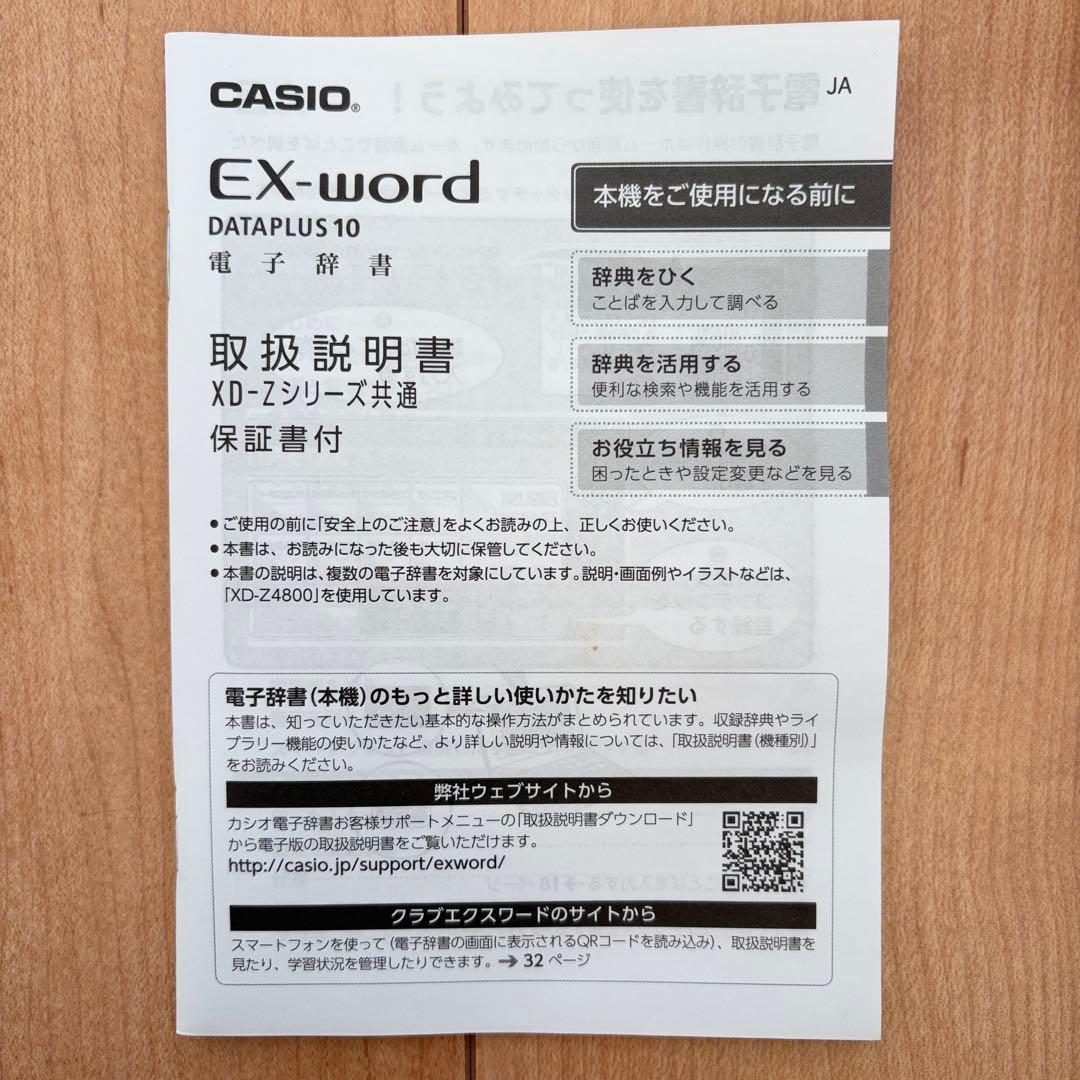 CASIO®
JA
EX-word
DATAPLUS 10
電子辞書
取扱説明書
XD-Zシリーズ共通
保証書付
本機をご使用になる前に
辞典をひく
ことばを入力して調べる
辞典を活用する
便利な検索や機能を活用する
お役立ち情報を見る
困ったときや設定変更などを見る
●ご使用の前に「安全上のご注意」をよくお読みの上、正しくお使いください。
●本書は、お読みになった後も大切に保管してください。
●本書の説明は、複数の電子辞書を対象にしています。説明・画面例やイラストなどは、
「XD-Z4800」を使用しています。
電子辞書（本機）のもっと詳しい使いかたを知りたい
本書は、知っていただきたい基本的な操作方法がまとめられています。収録辞典やライ
ブラリー機能の使いかたなど、より詳しい説明や情報については、「取扱説明書（機種別）」
をお読みください。
弊社ウェブサイトから
カシオ電子辞書お客様サポートメニューの「取扱説明書ダウンロード」
から電子版の取扱説明書をご覧いただけます。
http://casio.jp/support/exword/
クラブエクスワードのサイトから
スマートフォンを使って（電子辞書の画面に表示されるQRコードを読み込み）、取扱説明書を
見たり、学習状況を管理したりできます。➔ 32 ページ